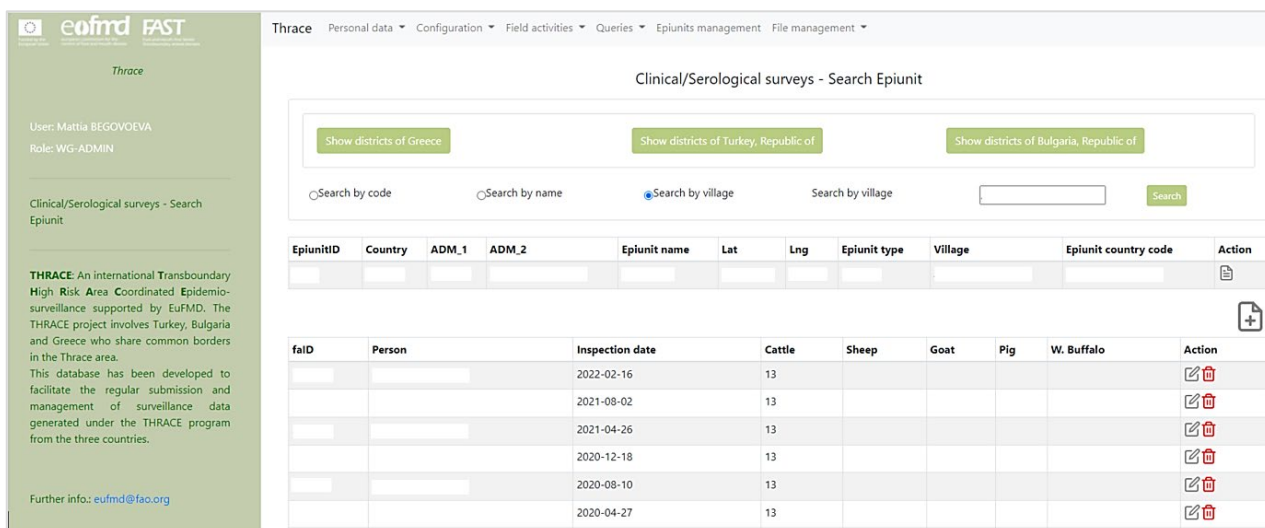 eofmd FAST
Thrace
User: Mattia BEGOVOEVA
Role: WG-ADMIN
Clinical/Serological surveys - Search
Epiunit
THRACE: An international Transboundary
High Risk Area Coordinated Epidemio-
surveillance supported by EuFMD. The
THRACE project involves Turkey, Bulgaria
and Greece who share common borders
in the Thrace area.
This database has been developed to
facilitate the regular submission and
management of surveillance data
generated under the THRACE program
from the three countries.
Further info.: eufmd@fao.org
Thrace Personal data Configuration Field activities Queries Epiunits management File management
Clinical/Serological surveys - Search Epiunit
Show districts of Greece Show districts of Turkey, Republic of Show districts of Bulgaria, Republic of
Search by code Search by name Search by village Search by village Search
EpiunitID Country ADM_1 ADM_2 Epiunit name Lat Lng Epiunit type Village Epiunit country code Action
faID Person Inspection date Cattle Sheep Goat Pig W. Buffalo Action
2022-02-16 13
2021-08-02 13
2021-04-26 13
2020-12-18 13
2020-08-10 13
2020-04-27 13